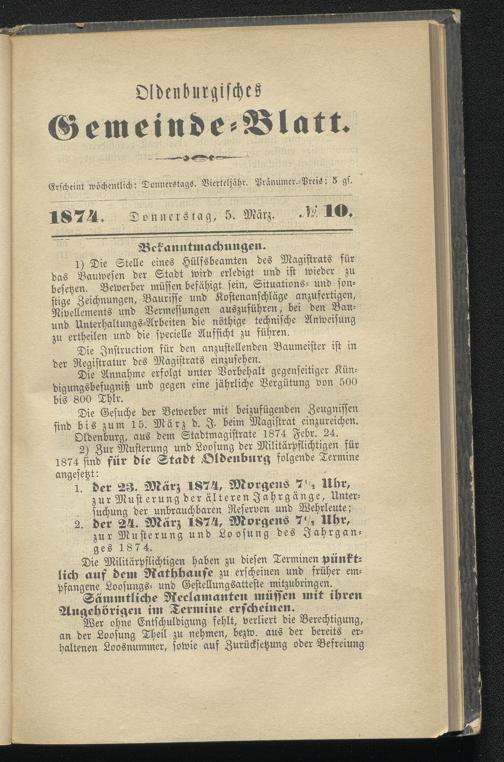 Oldenburgisches
Gemeinde-Blatt.
Erscheint wöchentlich: Donnerstags. Vierteljähr. Pränumer.-Preis: 5 gs.
1874. Donnerstag, 5. März. № 10.
Bekanntmachungen.
1) Die Stelle eines Hülfsbeamten des Magistrats für
das Bauwesen der Stadt wird erledigt und ist wieder zu
besetzen. Bewerber müssen befähigt sein, Situations- und son-
stige Zeichnungen, Baurisse und Kostenanschläge anzufertigen,
Nivellements und Vermessungen auszuführen, bei den Bau-
und Unterhaltungs-Arbeiten die nöthige technische Anweisung
zu ertheilen und die specielle Aufsicht zu führen.
Die Instruction für den anzustellenden Baumeister ist in
der Registratur des Magistrats einzusehen.
Die Annahme erfolgt unter Vorbehalt gegenseitiger Kün-
digungsbefugniß und gegen eine jährliche Vergütung von 500
bis 800 Thlr.
Die Gesuche der Bewerber mit beizufügenden Zeugnissen
sind bis zum 15. März d. J. beim Magistrat einzureichen.
Oldenburg, aus dem Stadtmagistrate 1874 Febr. 24.
2) Zur Musterung und Loosung der Militärpflichtigen für
1874 sind für die Stadt Oldenburg folgende Termine
angesetzt:
1. der 23. März 1874, Morgens 7½ Uhr,
zur Musterung der älteren Jahrgänge, Unter-
suchung der unbrauchbaren Reserven und Wehrleute;
2. der 24. März 1874, Morgens 7½ Uhr,
zur Musterung und Loosung des Jahrgan-
ges 1874.
Die Militärpflichtigen haben zu diesen Terminen pünkt-
lich auf dem Rathhause zu erscheinen und früher em-
pfangene Loosungs- und Gestellungsatteste mitzubringen.
Sämmtliche Reclamanten müssen mit ihren
Angehörigen im Termine erscheinen.
Wer ohne Entschuldigung fehlt, verliert die Berechtigung,
an der Loosung Theil zu nehmen, bezw. aus der bereits er-
haltenen Loosnummer, sowie auf Zurücksetzung oder Befreiung